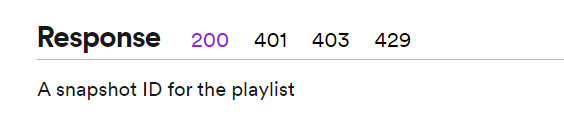 Response 200 401 403 429
A snapshot ID for the playlist